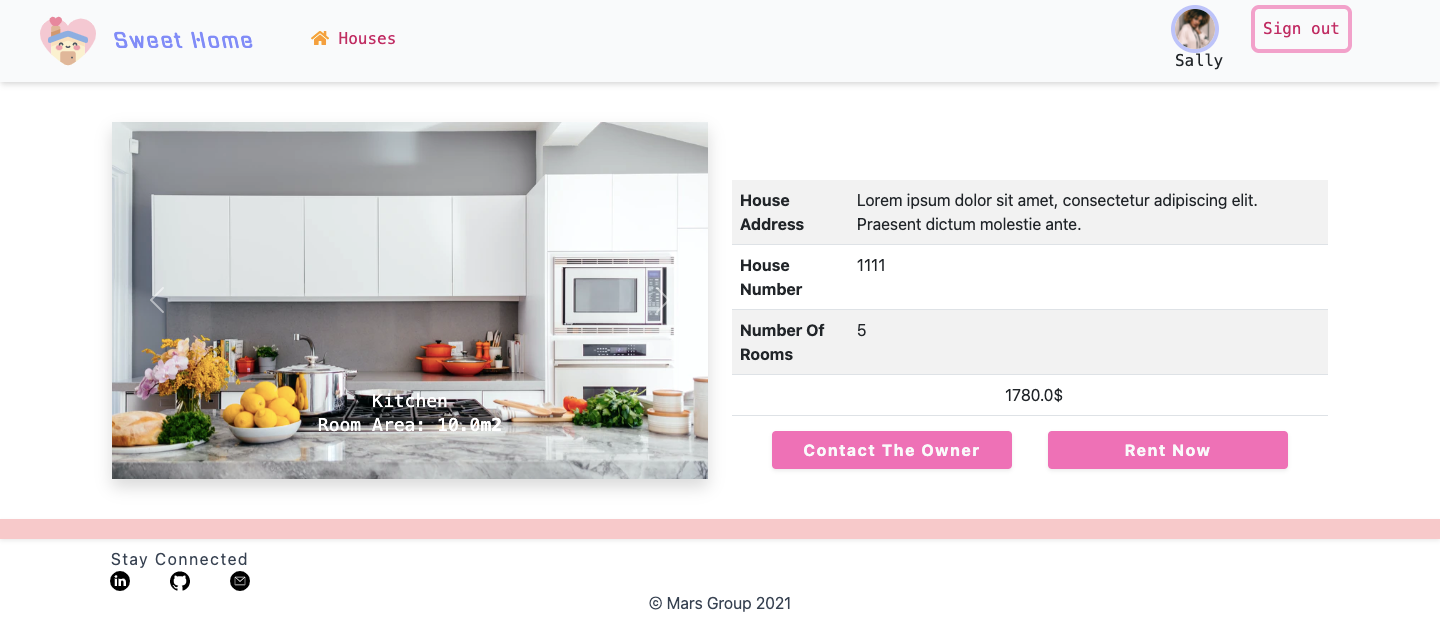 Sweet Home
Houses
Sally
Sign out
Kitchen
Room Area: 10.0m2
House
Address
Lorem ipsum dolor sit amet, consectetur adipiscing elit.
Praesent dictum molestie ante.
House
Number
1111
Number Of
Rooms
5
1780.0$
Contact The Owner
Rent Now
Stay Connected
in
© Mars Group 2021